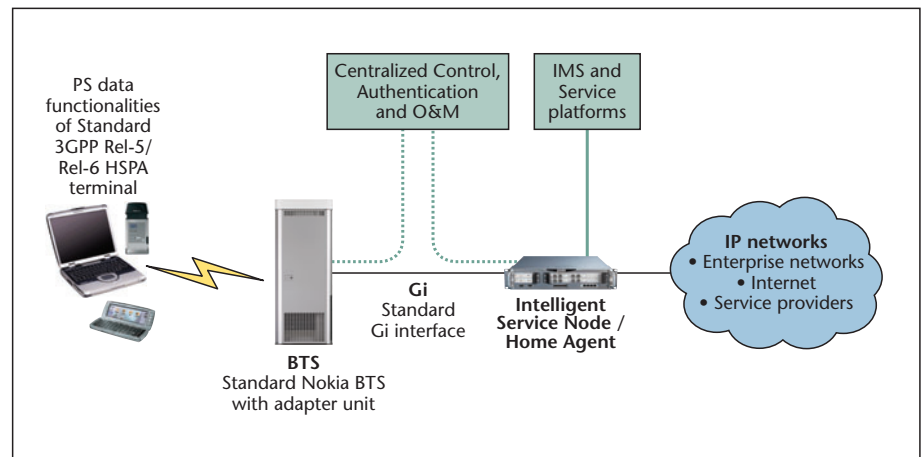 PS data
functionalities
of Standard
3GPP Rel-5/
Rel-6 HSPA
terminal
Centralized Control,
Authentication
and O&M
IMS and
Service
platforms
BTS
Standard Nokia BTS
with adapter unit
Gi
Standard
Gi interface
Intelligent
Service Node /
Home Agent
IP networks
• Enterprise networks
• Internet
• Service providers